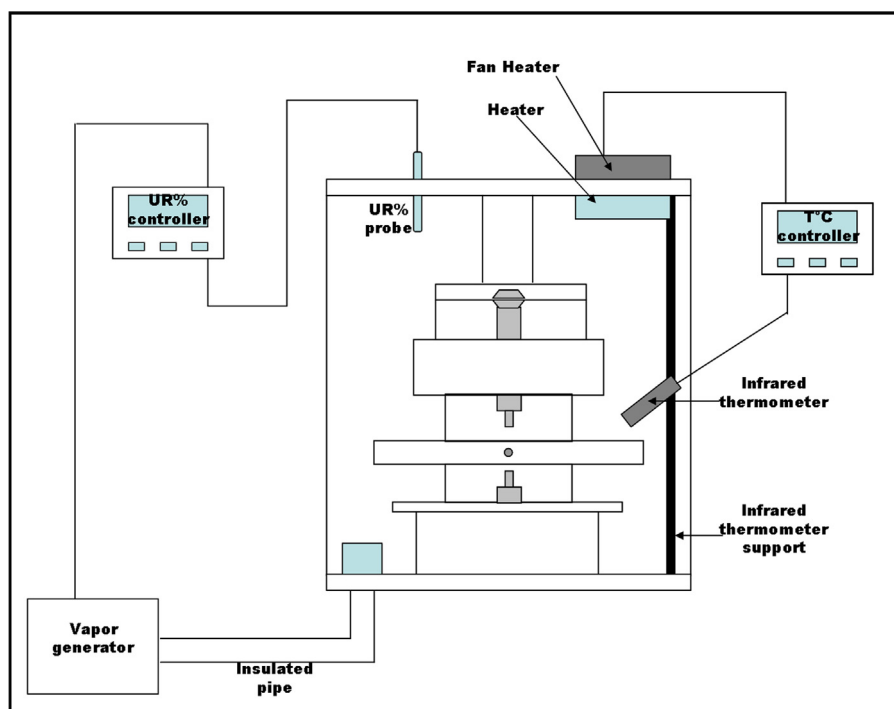 Fan Heater
Heater
UR%
controller
UR%
probe
T°C
controller
Infrared
thermometer
Infrared
thermometer
support
Vapor
generator
Insulated
pipe